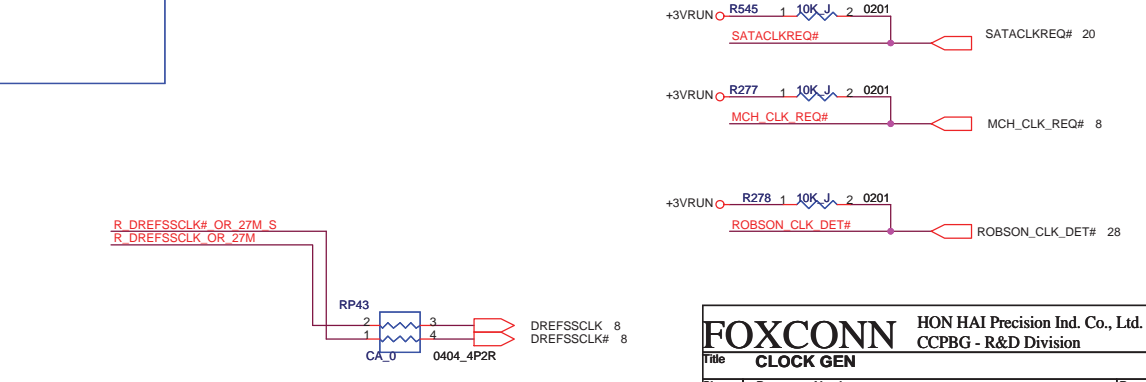 +3VRUN R545 1 10K_J 2 0201
SATACLKREQ# SATACLKREQ# 20
+3VRUN R277 1 10K_J 2 0201
MCH_CLK_REQ# MCH_CLK_REQ# 8
+3VRUN R278 1 10K_J 2 0201
ROBSON_CLK_DET# ROBSON_CLK_DET# 28
R_DREFSSCLK#_OR_27M_S
R_DREFSSCLK_OR_27M
RP43
2 3 DREFSSCLK 8
1 4 DREFSSCLK# 8
CA_0 0404_4P2R
FOXCONN HON HAI Precision Ind. Co., Ltd.
CCPBG - R&D Division
Title CLOCK GEN